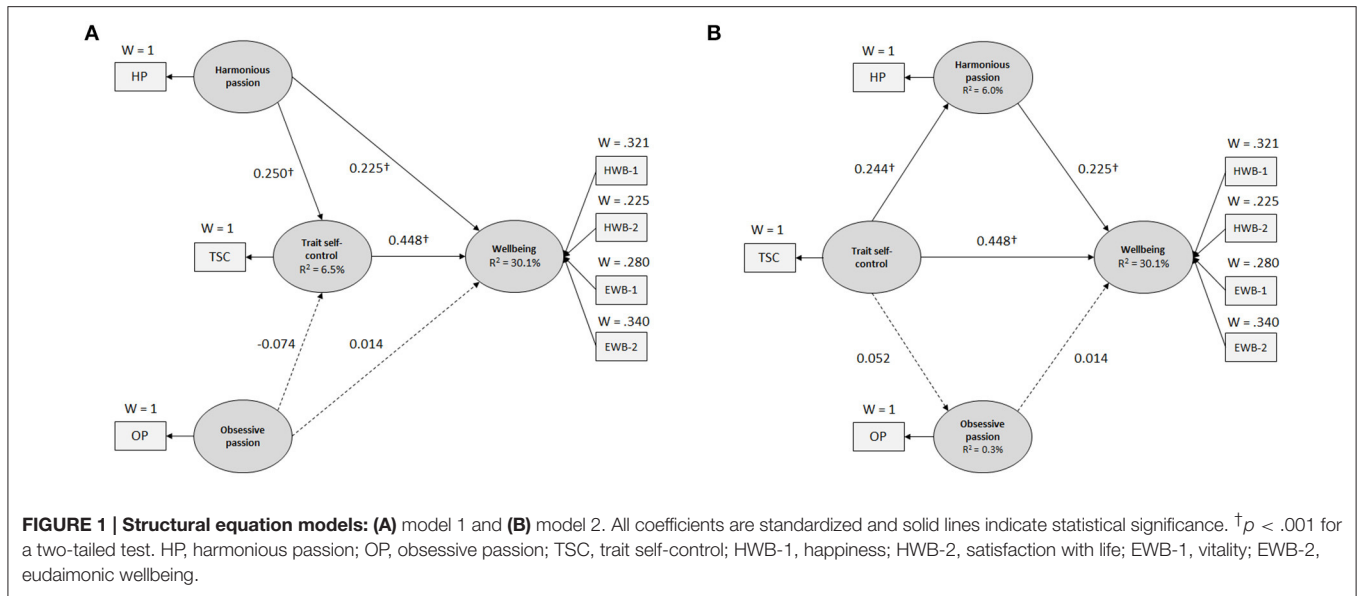 A
W = 1
HP
Harmonious
passion
0.250†
0.225†
W = 1
TSC
Trait self-
control
R² = 6.5%
0.448†
Wellbeing
R² = 30.1%
W = .321
HWB-1
W = .225
HWB-2
W = .280
EWB-1
W = .340
EWB-2
-0.074
0.014
W = 1
OP
Obsessive
passion
B
W = 1
HP
Harmonious
passion
R² = 6.0%
0.244†
0.225†
W = 1
TSC
Trait self-
control
0.448†
Wellbeing
R² = 30.1%
W = .321
HWB-1
W = .225
HWB-2
W = .280
EWB-1
W = .340
EWB-2
0.052
0.014
W = 1
OP
Obsessive
passion
R² = 0.3%
FIGURE 1 | Structural equation models: (A) model 1 and (B) model 2. All coefficients are standardized and solid lines indicate statistical significance. †p < .001 for
a two-tailed test. HP, harmonious passion; OP, obsessive passion; TSC, trait self-control; HWB-1, happiness; HWB-2, satisfaction with life; EWB-1, vitality; EWB-2,
eudaimonic wellbeing.